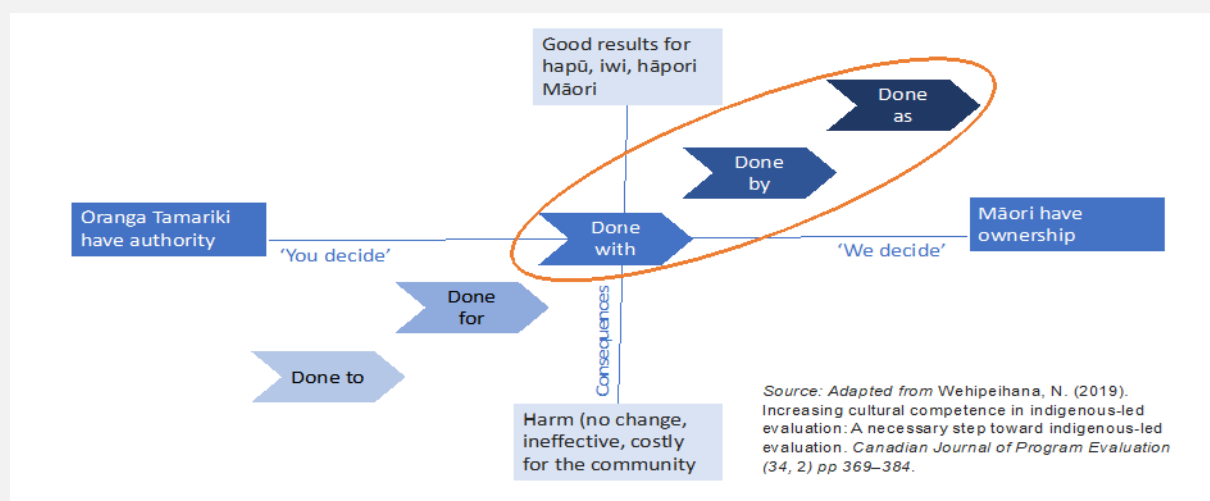 Good results for
hapū, iwi, hāpori
Māori
Done
as
Done
by
Oranga Tamariki
have authority
'You decide'
Done
with
'We decide'
Māori have
ownership
Done
for
Consequences
Done to
Harm (no change,
ineffective, costly
for the community
Source: Adapted from Wehipeihana, N. (2019).
Increasing cultural competence in indigenous-led
evaluation: A necessary step toward indigenous-led
evaluation. Canadian Journal of Program Evaluation
(34, 2) pp 369–384.